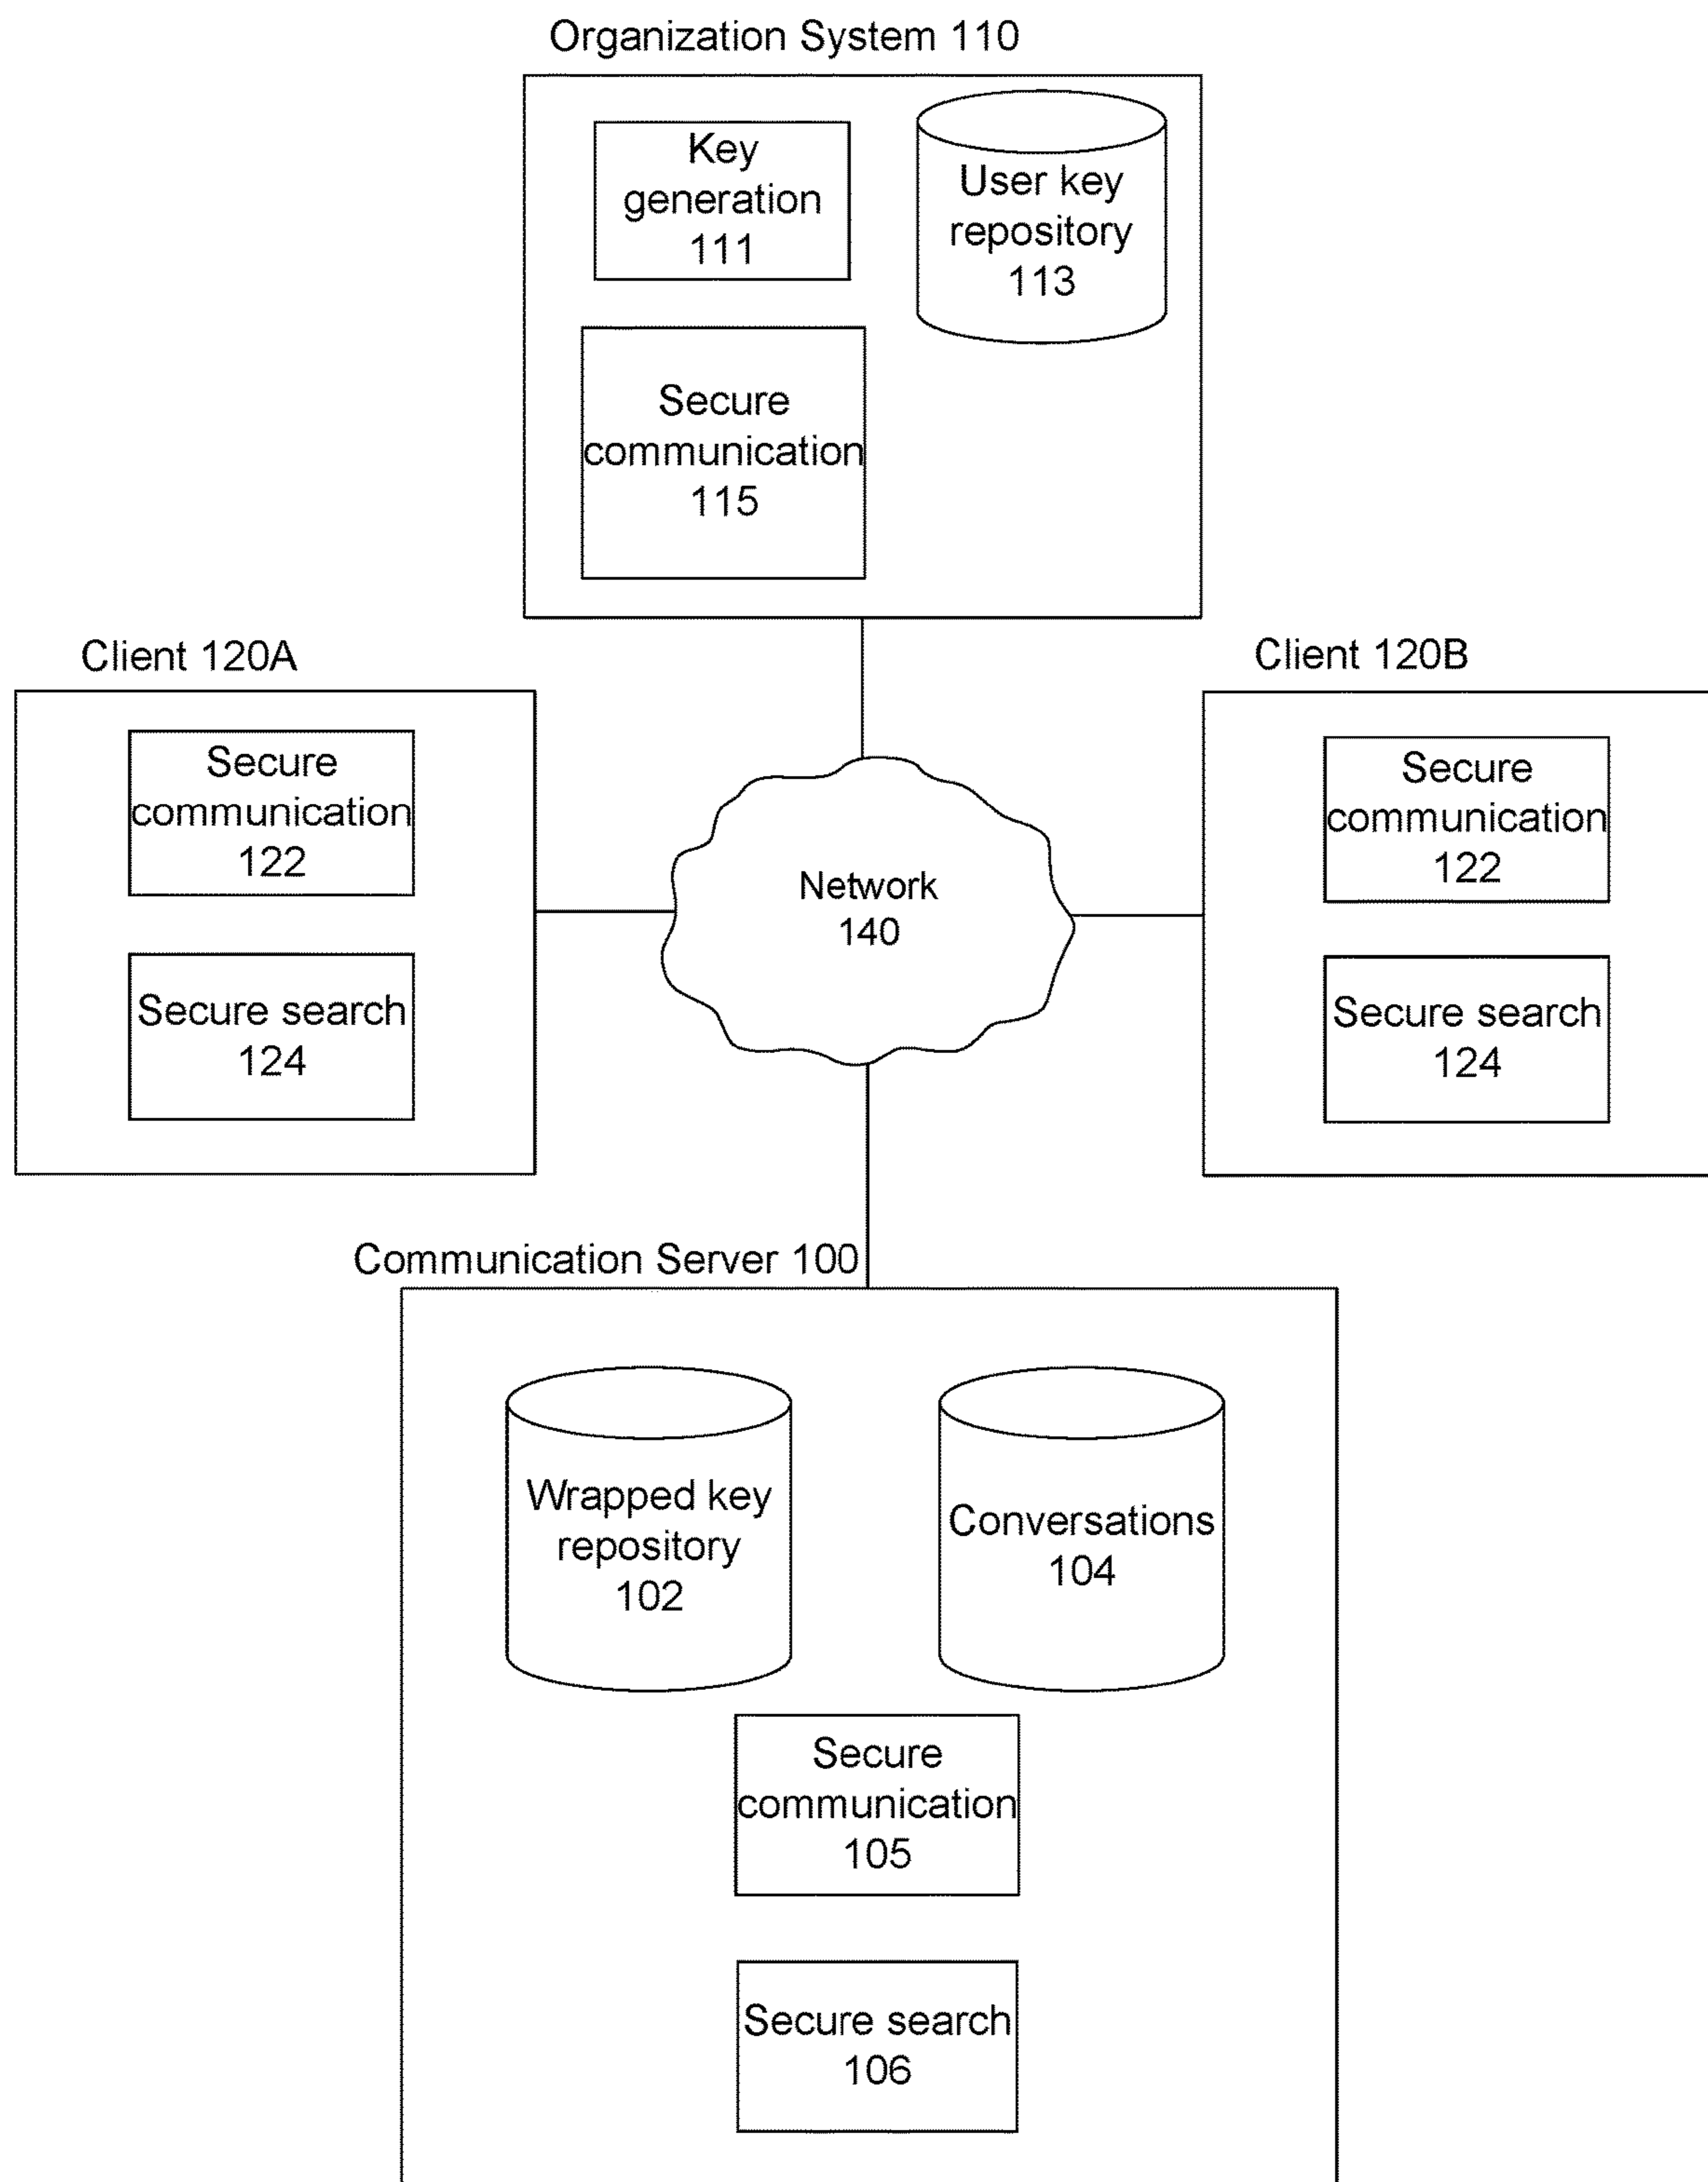 Organization System 110
Key
generation
111
User key
repository
113
Secure
communication
115
Client 120A
Secure
communication
122
Secure search
124
Network
140
Client 120B
Secure
communication
122
Secure search
124
Communication Server 100
Wrapped key
repository
102
Conversations
104
Secure
communication
105
Secure search
106